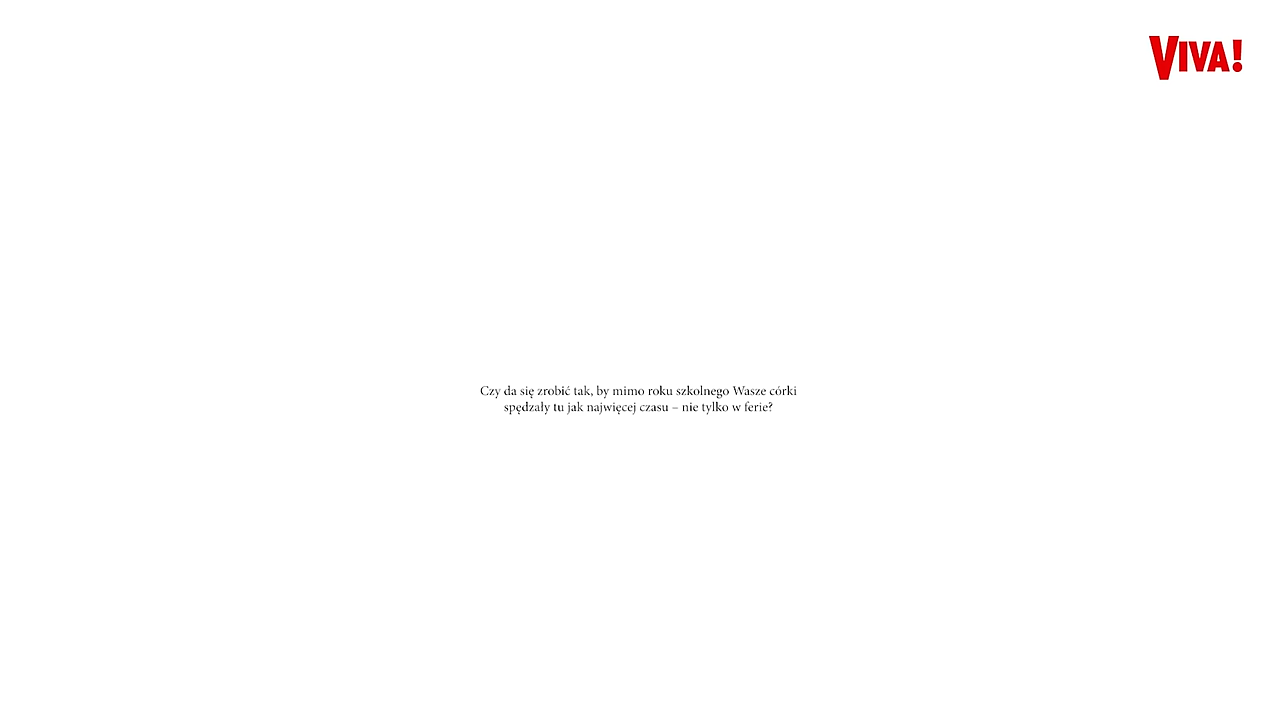 VIVA!
Czy da się zrobić tak, by mimo roku szkolnego Wasze córki
spędzały tu jak najwięcej czasu – nie tylko w ferie?